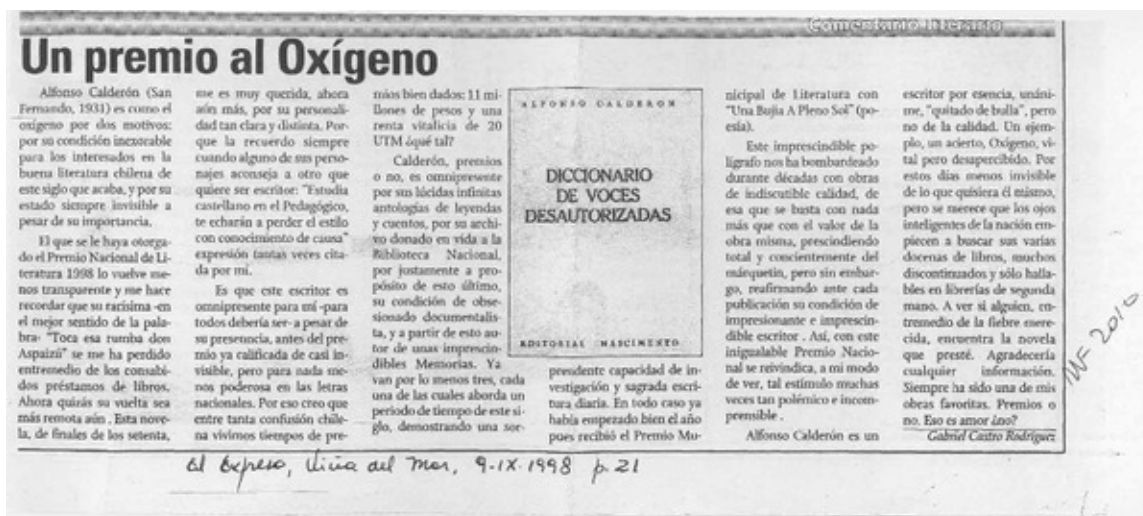 Comentario literario
Un premio al Oxígeno
Alfonso Calderón (San
Fernando, 1931) es como el
oxígeno por dos motivos:
por su condición inexorable
para los interesados en la
buena literatura chilena de
este siglo que acaba, y por su
estado siempre invisible a
pesar de su importancia.
El que se le haya otorga-
do el Premio Nacional de Li-
teratura 1998 lo vuelve me-
nos transparente y me hace
recordar que su rarísima -en
el mejor sentido de la pala-
bra- "Toca esa rumba don
Aspiazú" se me ha perdido
entremedio de los consabi-
dos préstamos de libros.
Ahora quizás su vuelta sea
más remota aún . Esta nove-
la, de finales de los setenta,
me es muy querida, ahora
aún más, por su personali-
dad tan clara y distinta. Por-
que la recuerdo siempre
cuando alguno de sus perso-
najes aconseja a otro que
quiere ser escritor: "Estudia
castellano en el Pedagógico,
te echarán a perder el estilo
con conocimiento de causa"
expresión tantas veces cita-
da por mí.
Es que este escritor es
omnipresente para mí -para
todos debería ser- a pesar de
su presencia, antes del pre-
mio ya calificada de casi in-
visible, pero para nada me-
nos poderosa en las letras
nacionales. Por eso creo que
entre tanta confusión chile-
na vivimos tiempos de pre-
mios bien dados: 11 mi-
llones de pesos y una
renta vitalicia de 20
UTM ¿qué tal?
Calderón, premios
o no, es omnipresente
por sus lúcidas infinitas
antologías de leyendas
y cuentos, por su archi-
vo donado en vida a la
Biblioteca Nacional,
por justamente a pro-
pósito de esto último,
su condición de obse-
sionado documentalis-
ta, y a partir de esto au-
tor de unas imprescin-
dibles Memorias. Ya
van por lo menos tres, cada
una de las cuales aborda un
periodo de tiempo de este si-
glo, demostrando una sor-
ALFONSO CALDERON
DICCIONARIO
DE VOCES
DESAUTORIZADAS
EDITORIAL NASCIMENTO
prendente capacidad de in-
vestigación y sagrada escri-
tura diaria. En todo caso ya
había empezado bien el año
pues recibió el Premio Mu-
nicipal de Literatura con
"Una Bujía A Pleno Sol" (po-
esía).
Este imprescindible po-
lígrafo nos ha bombardeado
durante décadas con obras
de indiscutible calidad, de
esa que se basta con nada
más que con el valor de la
obra misma, prescindiendo
total y concientemente del
márquetin, pero sin embar-
go, reafirmando ante cada
publicación su condición de
impresionante e imprescin-
dible escritor . Así, con este
inigualable Premio Nacio-
nal se reivindica, a mi modo
de ver, tal estímulo muchas
veces tan polémico e incom-
prensible .
Alfonso Calderón es un
escritor por esencia, unáni-
me, "quitado de bulla", pero
no de la calidad. Un ejem-
plo, un acierto, Oxígeno, vi-
tal pero desapercibido. Por
estos días menos invisible
de lo que quisiera él mismo,
pero se merece que los ojos
inteligentes de la nación em-
piecen a buscar sus varias
docenas de libros, muchos
discontinuados y sólo halla-
bles en librerías de segunda
mano. A ver si alguien, en-
tremedio de la fiebre mere-
cida, encuentra la novela
que presté. Agradecería
cualquier información.
Siempre ha sido una de mis
obras favoritas. Premios o
no. Eso es amor ¿no?
Gabriel Castro Rodríguez
El Expreso, Viña del Mar, 9-IX-1998 p. 21
2010